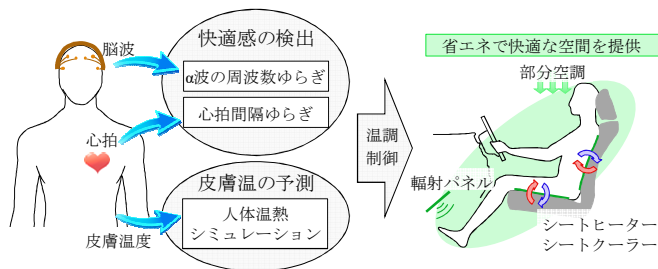 脳波
快適感の検出
α波の周波数ゆらぎ
心拍間隔ゆらぎ
心拍
皮膚温の予測
人体温熱
シミュレーション
皮膚温度
温調
制御
省エネで快適な空間を提供
部分空調
輻射パネル
シートヒーター
シートクーラー